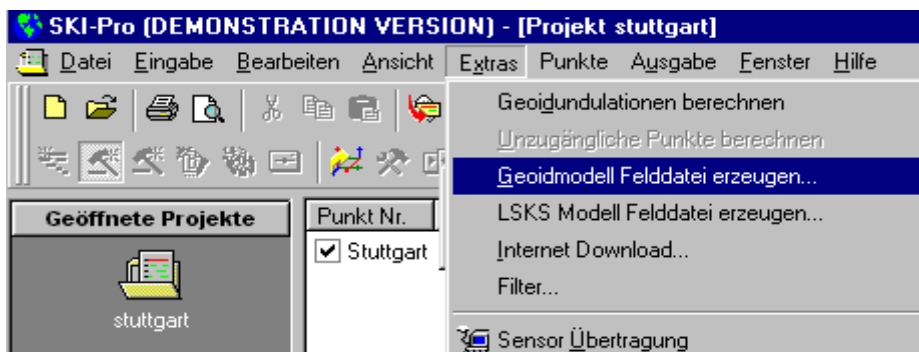 SKI-Pro (DEMONSTRATION VERSION) - [Projekt stuttgart]
Datei Eingabe Bearbeiten Ansicht Extras Punkte Ausgabe Fenster Hilfe
Geoidundulationen berechnen
Unzugängliche Punkte berechnen
Geoidmodell Felddatei erzeugen...
LSKS Modell Felddatei erzeugen...
Internet Download...
Filter...
Sensor Übertragung
Geöffnete Projekte
stuttgart
Punkt Nr.
Stuttgart